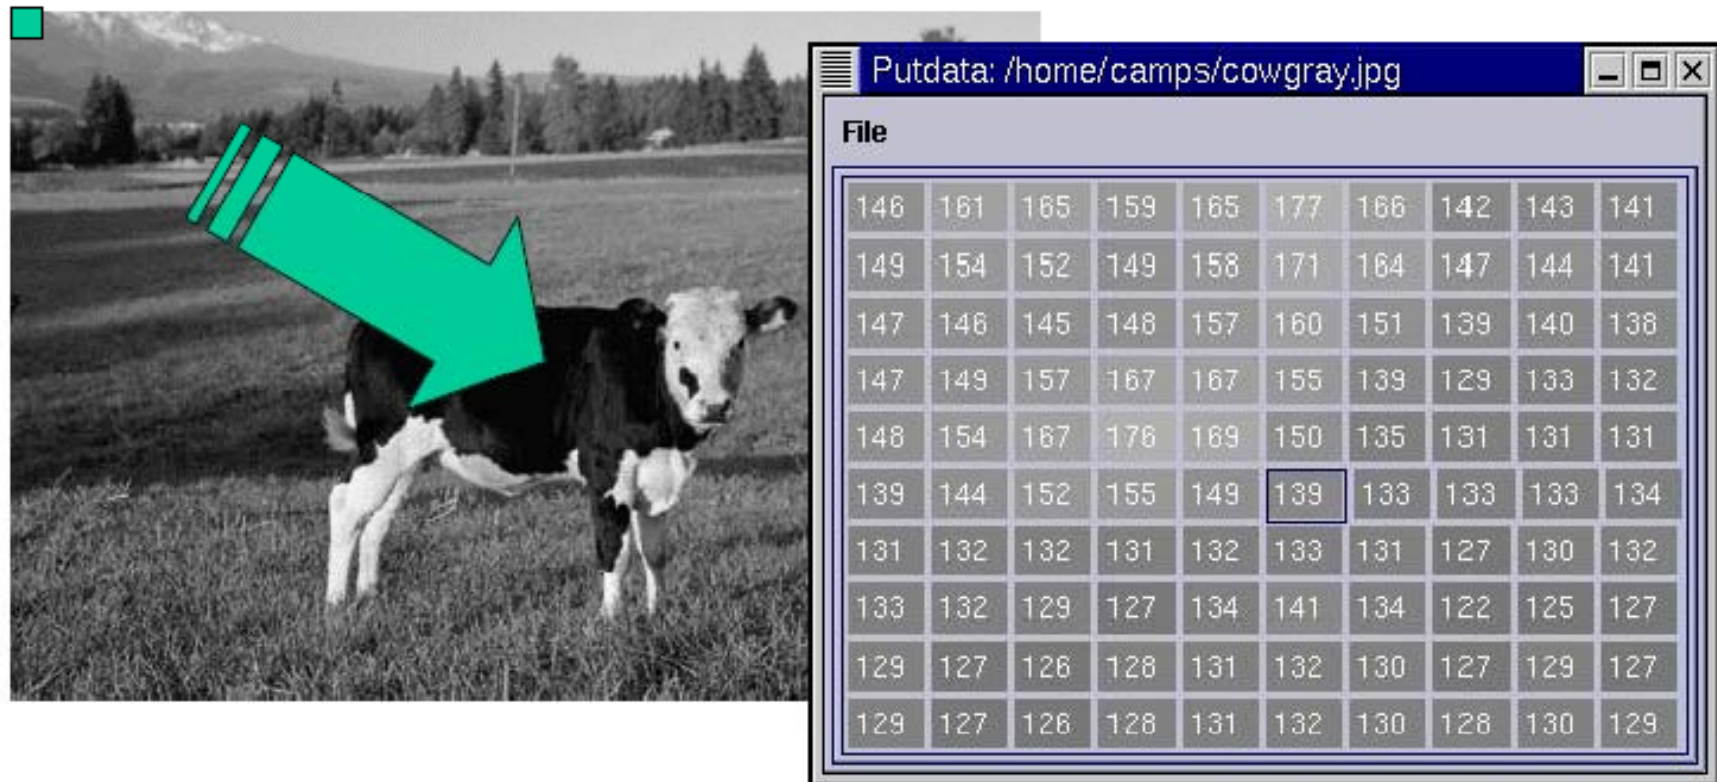 Putdata: /home/camps/cowgray.jpg
File
146 161 165 159 165 177 166 142 143 141
149 154 152 149 158 171 164 147 144 141
147 146 145 148 157 160 151 139 140 138
147 149 157 167 167 155 139 129 133 132
148 154 167 176 169 150 135 131 131 131
139 144 152 155 149 139 133 133 133 134
131 132 132 131 132 133 131 127 130 132
133 132 129 127 134 141 134 122 125 127
129 127 126 128 131 132 130 127 129 127
129 127 126 128 131 132 130 128 130 129